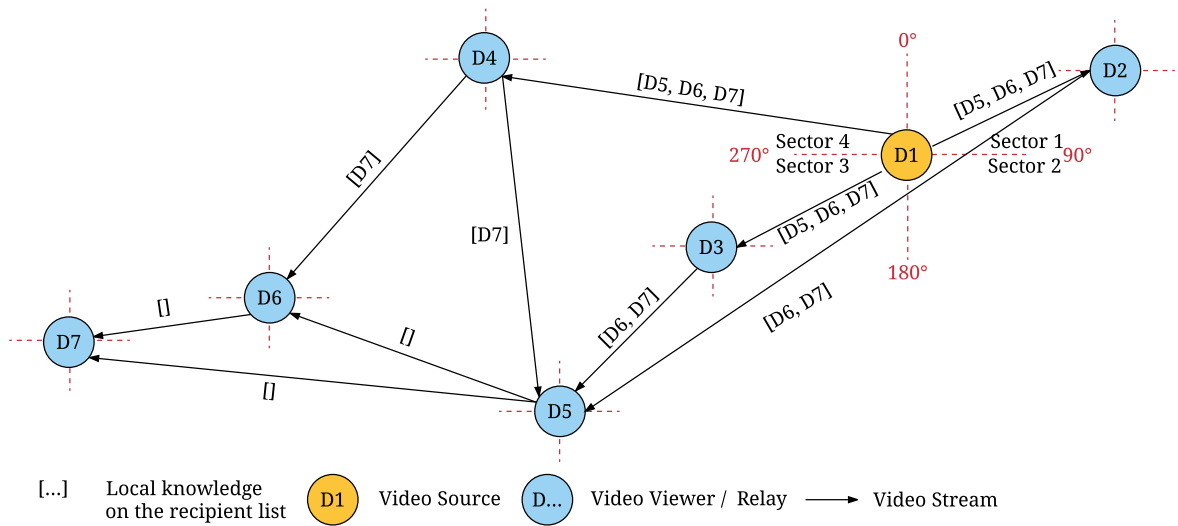 0°
D4
D2
[D5, D6, D7]
[D5, D6, D7]
Sector 4
Sector 1
270°
D1
90°
Sector 3
Sector 2
[D7]
[D5, D6, D7]
[D7]
D3
180°
D6
[]
[D6, D7]
[D6, D7]
D7
[]
[]
D5
[...]
Local knowledge
on the recipient list
D1
Video Source
D...
Video Viewer / Relay
Video Stream